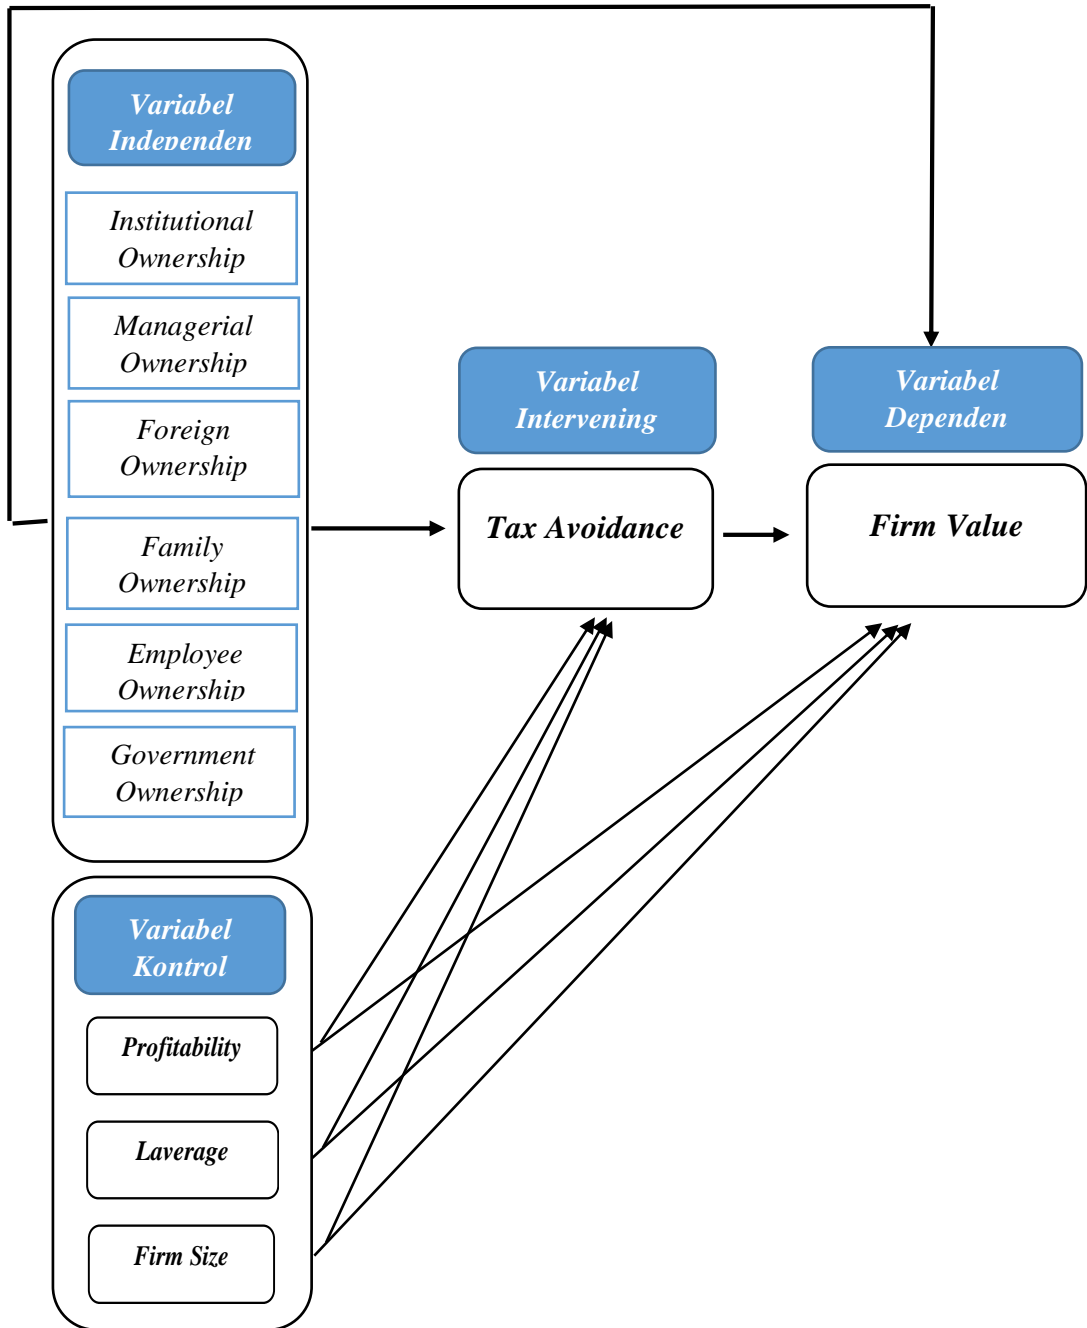 Variabel
Independen
Institutional
Ownership
Managerial
Ownership
Foreign
Ownership
Family
Ownership
Employee
Ownership
Government
Ownership
Variabel
Intervening
Tax Avoidance
Variabel
Dependen
Firm Value
Variabel
Kontrol
Profitability
Laverage
Firm Size